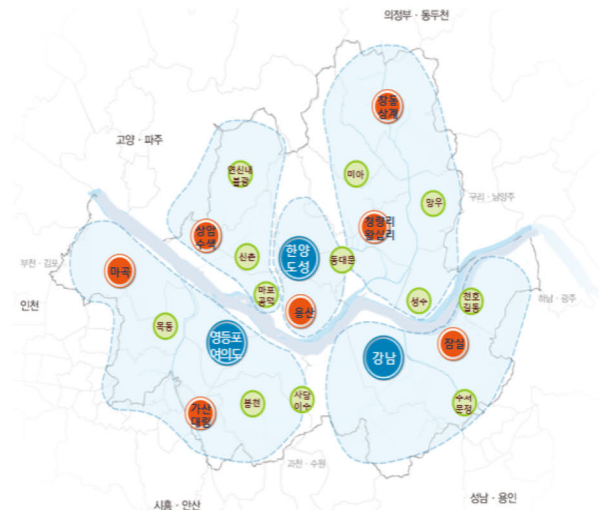 의정부 · 동두천
창동
상계
고양 · 파주
연신내
불광
미아
망우
구리 · 남양주
상암
수색
청량리
왕십리
신촌
한양
도성
동대문
부천 · 김포
마곡
인천
마포
공덕
용산
성수
천호
길동
하남 · 광주
목동
영등포
여의도
강남
잠실
가산
대림
봉천
사당
이수
수서
문정
과천 · 수원
시흥 · 안산
성남 · 용인